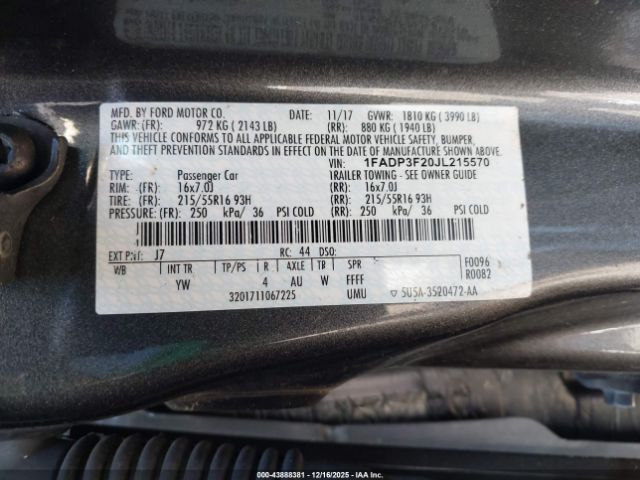 MFD. BY FORD MOTOR CO. DATE: 11/17 GVWR: 1810 KG ( 3990 LB)
GAWR: (FR): 972 KG ( 2143 LB) (RR): 880 KG ( 1940 LB)
THIS VEHICLE CONFORMS TO ALL APPLICABLE FEDERAL MOTOR VEHICLE SAFETY, BUMPER,
AND THEFT PREVENTION STANDARDS IN EFFECT ON THE DATE OF MANUFACTURE SHOWN ABOVE.
VIN: 1FADP3F20JL215570
TYPE: Passenger Car TRAILER TOWING - SEE OWNER GUIDE
RIM: (FR) 16x7.0J (RR): 16x7.0J
TIRE: (FR) 215/55R16 93H (RR): 215/55R16 93H
PRESSURE: (FR) 250 kPa/ 36 PSI COLD (RR): 250 kPa/ 36 PSI COLD
EXT PNT: J7 RC: 44 DSO:
WB INT TR TP/PS R AXLE TB SPR
YW 4 AU W FFFF
F0096
R0082
3201711067225 UMU 5U5A-3520472-AA
000-43888381 - 12/16/2025 - IAAI.CA